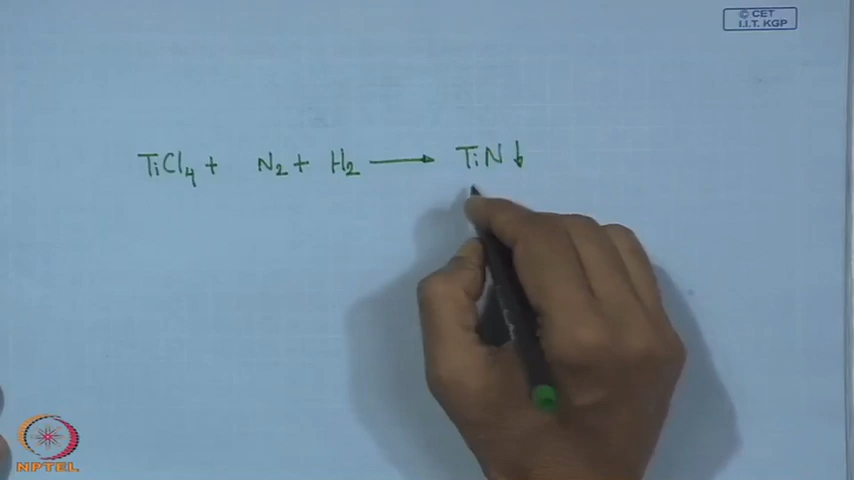 © CET
I.I.T. KGP
TiCl4 + N2 + H2 → TiN ↓
NPTEL